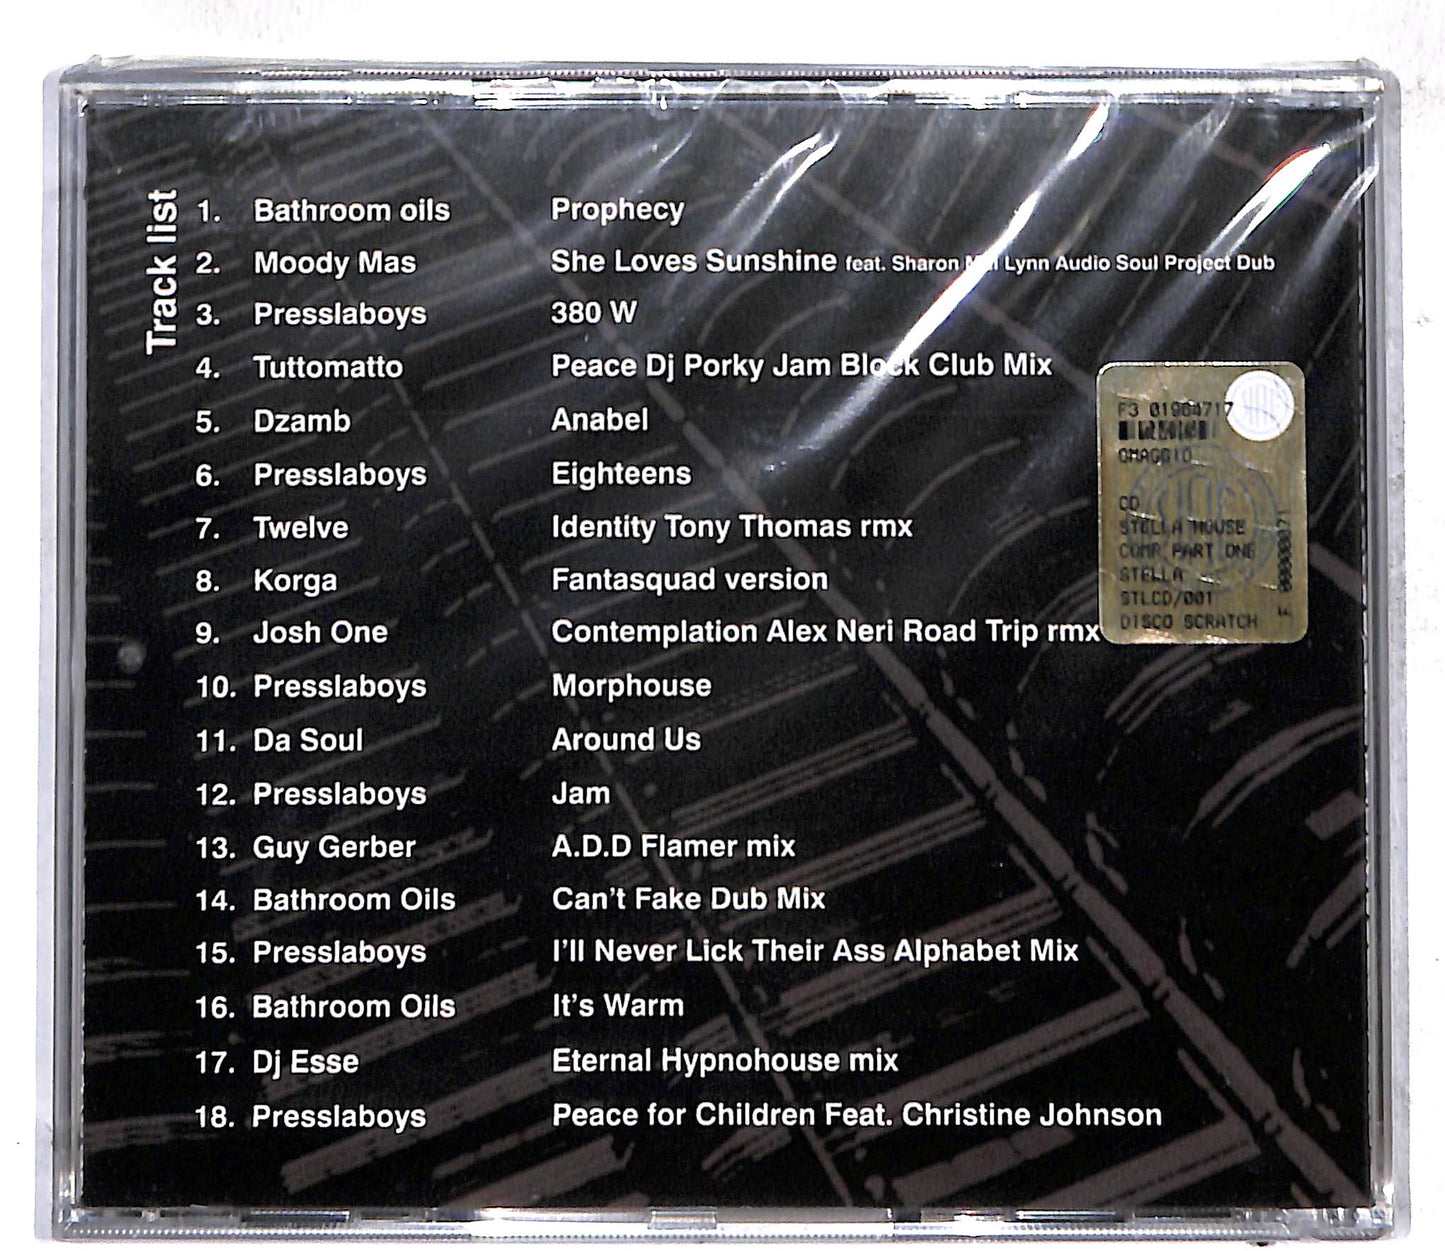 Track list
1. Bathroom oils Prophecy
2. Moody Mas She Loves Sunshine feat. Sharon Lynn Audio Soul Project Dub
3. Presslaboys 380 W
4. Tuttomatto Peace Dj Porky Jam Block Club Mix
5. Dzamb Anabel
6. Presslaboys Eighteens
7. Twelve Identity Tony Thomas rmx
8. Korga Fantasquad version
9. Josh One Contemplation Alex Neri Road Trip rmx
10. Presslaboys Morphouse
11. Da Soul Around Us
12. Presslaboys Jam
13. Guy Gerber A.D.D Flamer mix
14. Bathroom Oils Can't Fake Dub Mix
15. Presslaboys I'll Never Lick Their Ass Alphabet Mix
16. Bathroom Oils It's Warm
17. Dj Esse Eternal Hypnohouse mix
18. Presslaboys Peace for Children Feat. Christine Johnson
F3 01964717
OMAGGIO
CD
STELLA HOUSE
COMP. PART ONE
STELLA
STLCD/001
DISCO SCRATCH